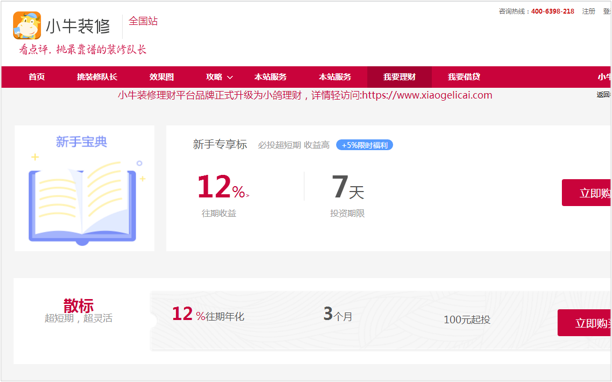 咨询热线：400-6398-218 注册
小牛装修 全国站
看点评, 挑最靠谱的装修队长
首页 挑装修队长 效果图 攻略 本站服务 本站服务 我要理财 我要借贷 小牛
小牛装修理财平台品牌正式升级为小鸽理财，详情轻访问:https://www.xiaogelicai.com 返回
新手宝典
新手专享标 必投超短期 收益高 +5%限时福利
12% 7天 立即购
往期收益 投资期限
散标
超短期，超灵活
12 %往期年化 3个月 100元起投 立即购买